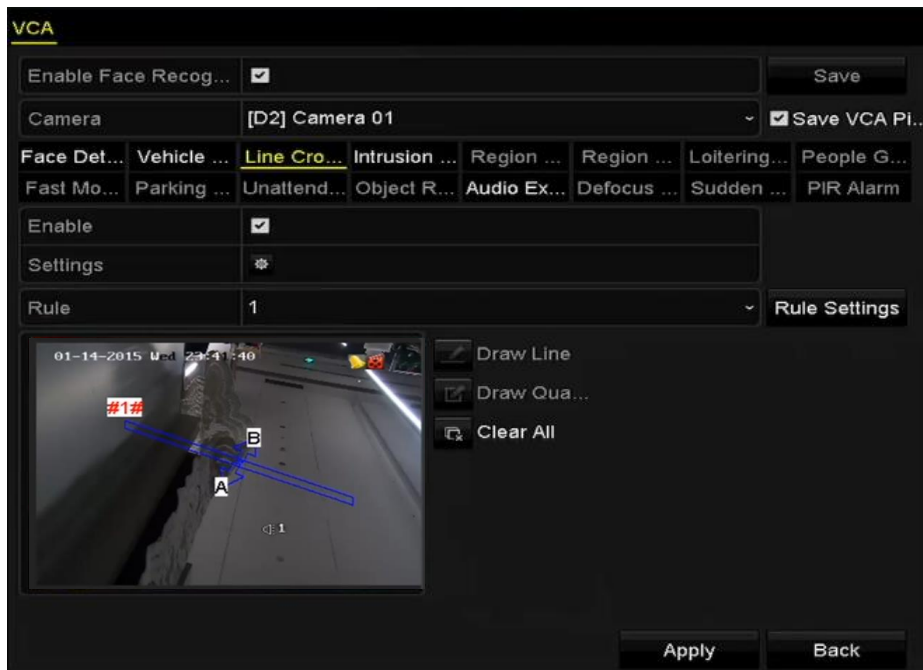 VCA
Enable Face Recog...
Save
Camera
[D2] Camera 01
Save VCA Pi..
Face Det...
Vehicle ...
Line Cro...
Intrusion ...
Region ...
Region ...
Loitering...
People G...
Fast Mo...
Parking ...
Unattend...
Object R...
Audio Ex...
Defocus ...
Sudden ...
PIR Alarm
Enable
Settings
Rule
1
Rule Settings
01-14-2015 Wed 23:41:40
#1#
B
A
1
Draw Line
Draw Qua...
Clear All
Apply
Back